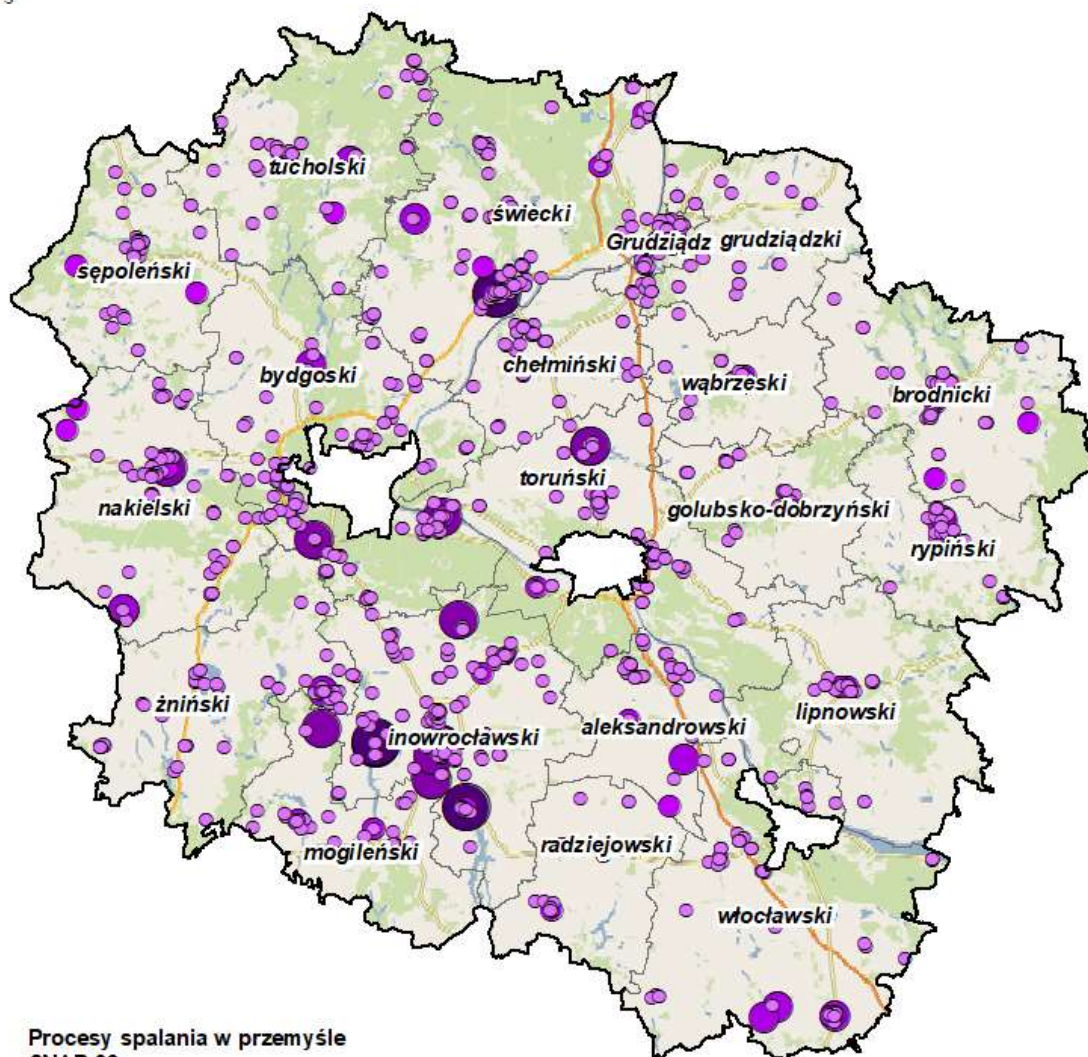 tucholski
świecki
Grudziądz grudziądzki
sępoleński
chełmiński
bydgoski
wąbrzeski
brodnicki
toruński
nakielski
golubsko-dobrzyński
rypiński
żniński
lipnowski
aleksandrowski
inowrocławski
mogileński
radziejowski
włocławski
Procesy spalania w przemyśle